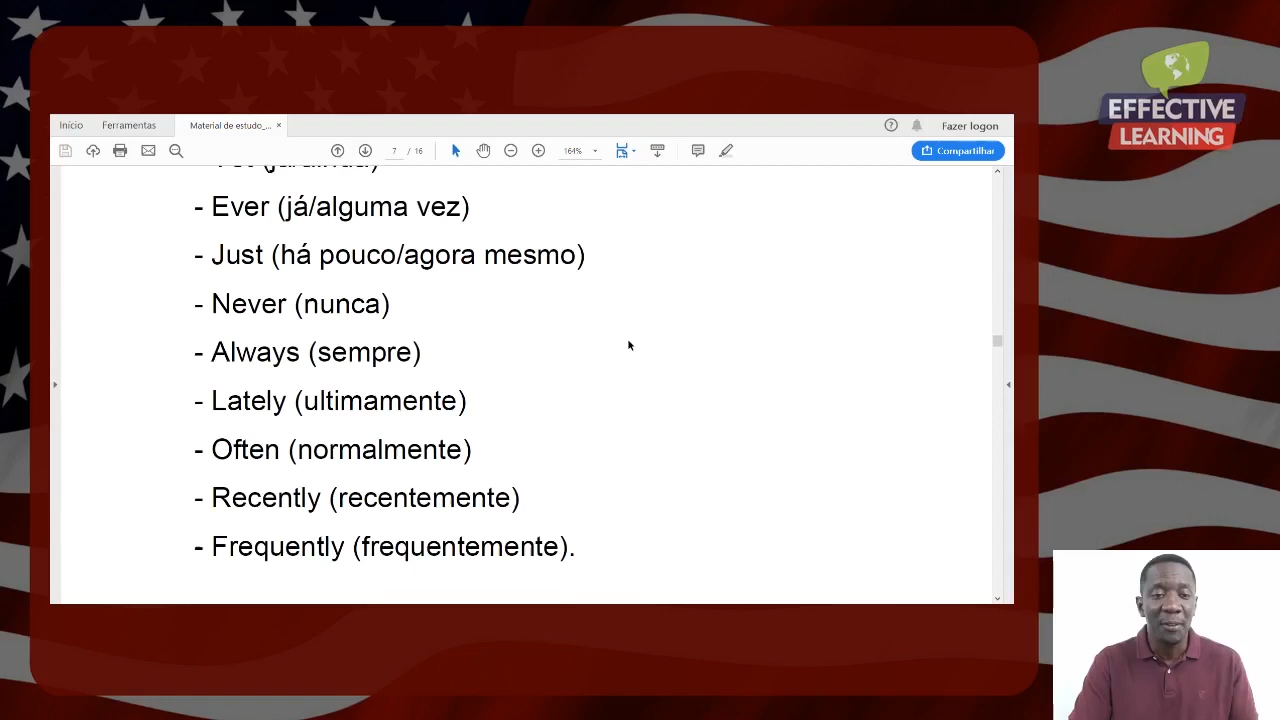 EFFECTIVE
LEARNING
Início Ferramentas Material de estudo_... ×
7 / 16 164% Fazer logon
Compartilhar
- Ever (já/alguma vez)
- Just (há pouco/agora mesmo)
- Never (nunca)
- Always (sempre)
- Lately (ultimamente)
- Often (normalmente)
- Recently (recentemente)
- Frequently (frequentemente).